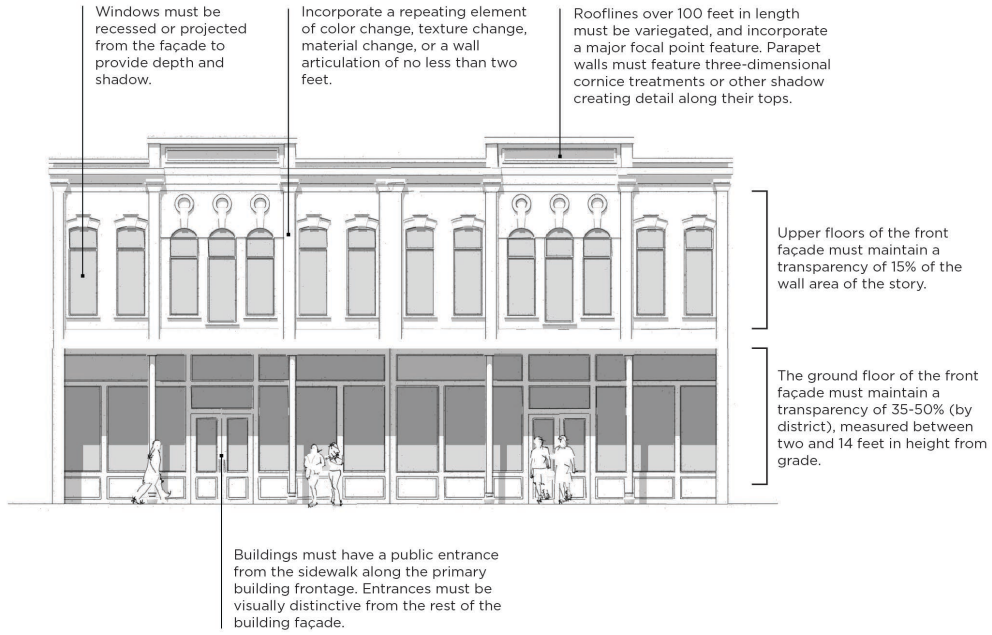 Windows must be
recessed or projected
from the façade to
provide depth and
shadow.
Incorporate a repeating element
of color change, texture change,
material change, or a wall
articulation of no less than two
feet.
Rooflines over 100 feet in length
must be variegated, and incorporate
a major focal point feature. Parapet
walls must feature three-dimensional
cornice treatments or other shadow
creating detail along their tops.
Upper floors of the front
façade must maintain a
transparency of 15% of the
wall area of the story.
The ground floor of the front
façade must maintain a
transparency of 35-50% (by
district), measured between
two and 14 feet in height from
grade.
Buildings must have a public entrance
from the sidewalk along the primary
building frontage. Entrances must be
visually distinctive from the rest of the
building façade.